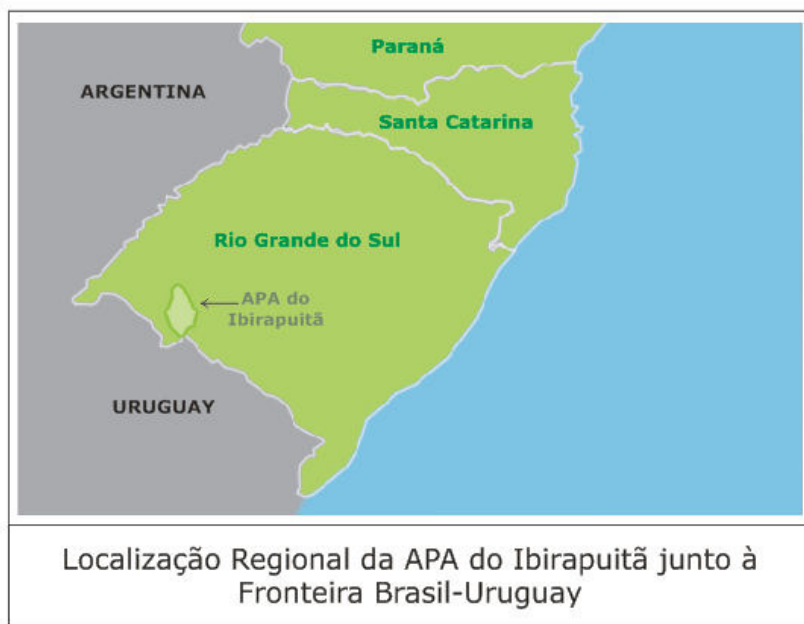 Paraná
ARGENTINA
Santa Catarina
Rio Grande do Sul
APA do
Ibirapuitã
URUGUAY
Localização Regional da APA do Ibirapuitã junto à
Fronteira Brasil-Uruguay